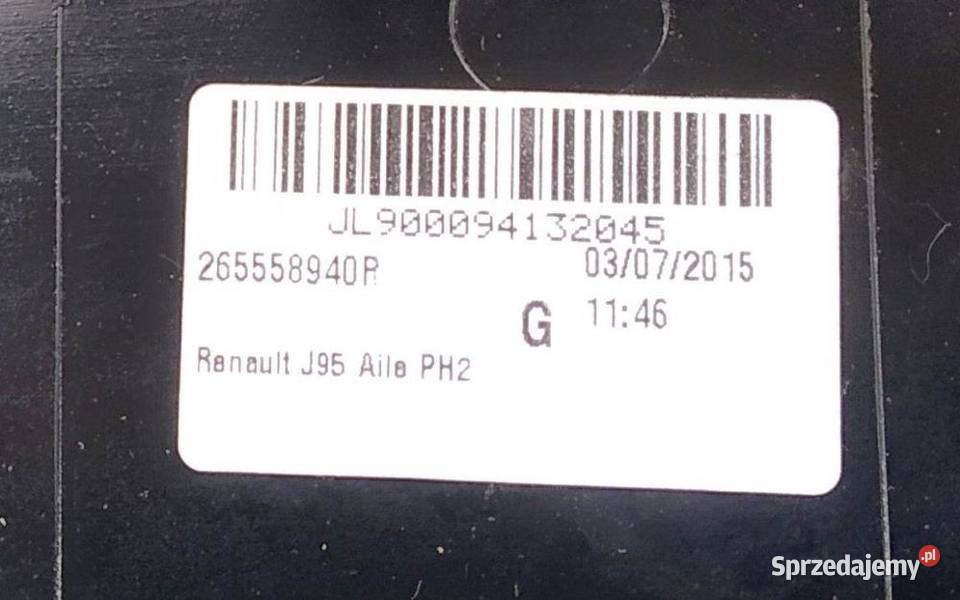 JL900094132045
265558940R 03/07/2015
G 11:46
Renault J95 Aile PH2
Sprzedajemy.pl